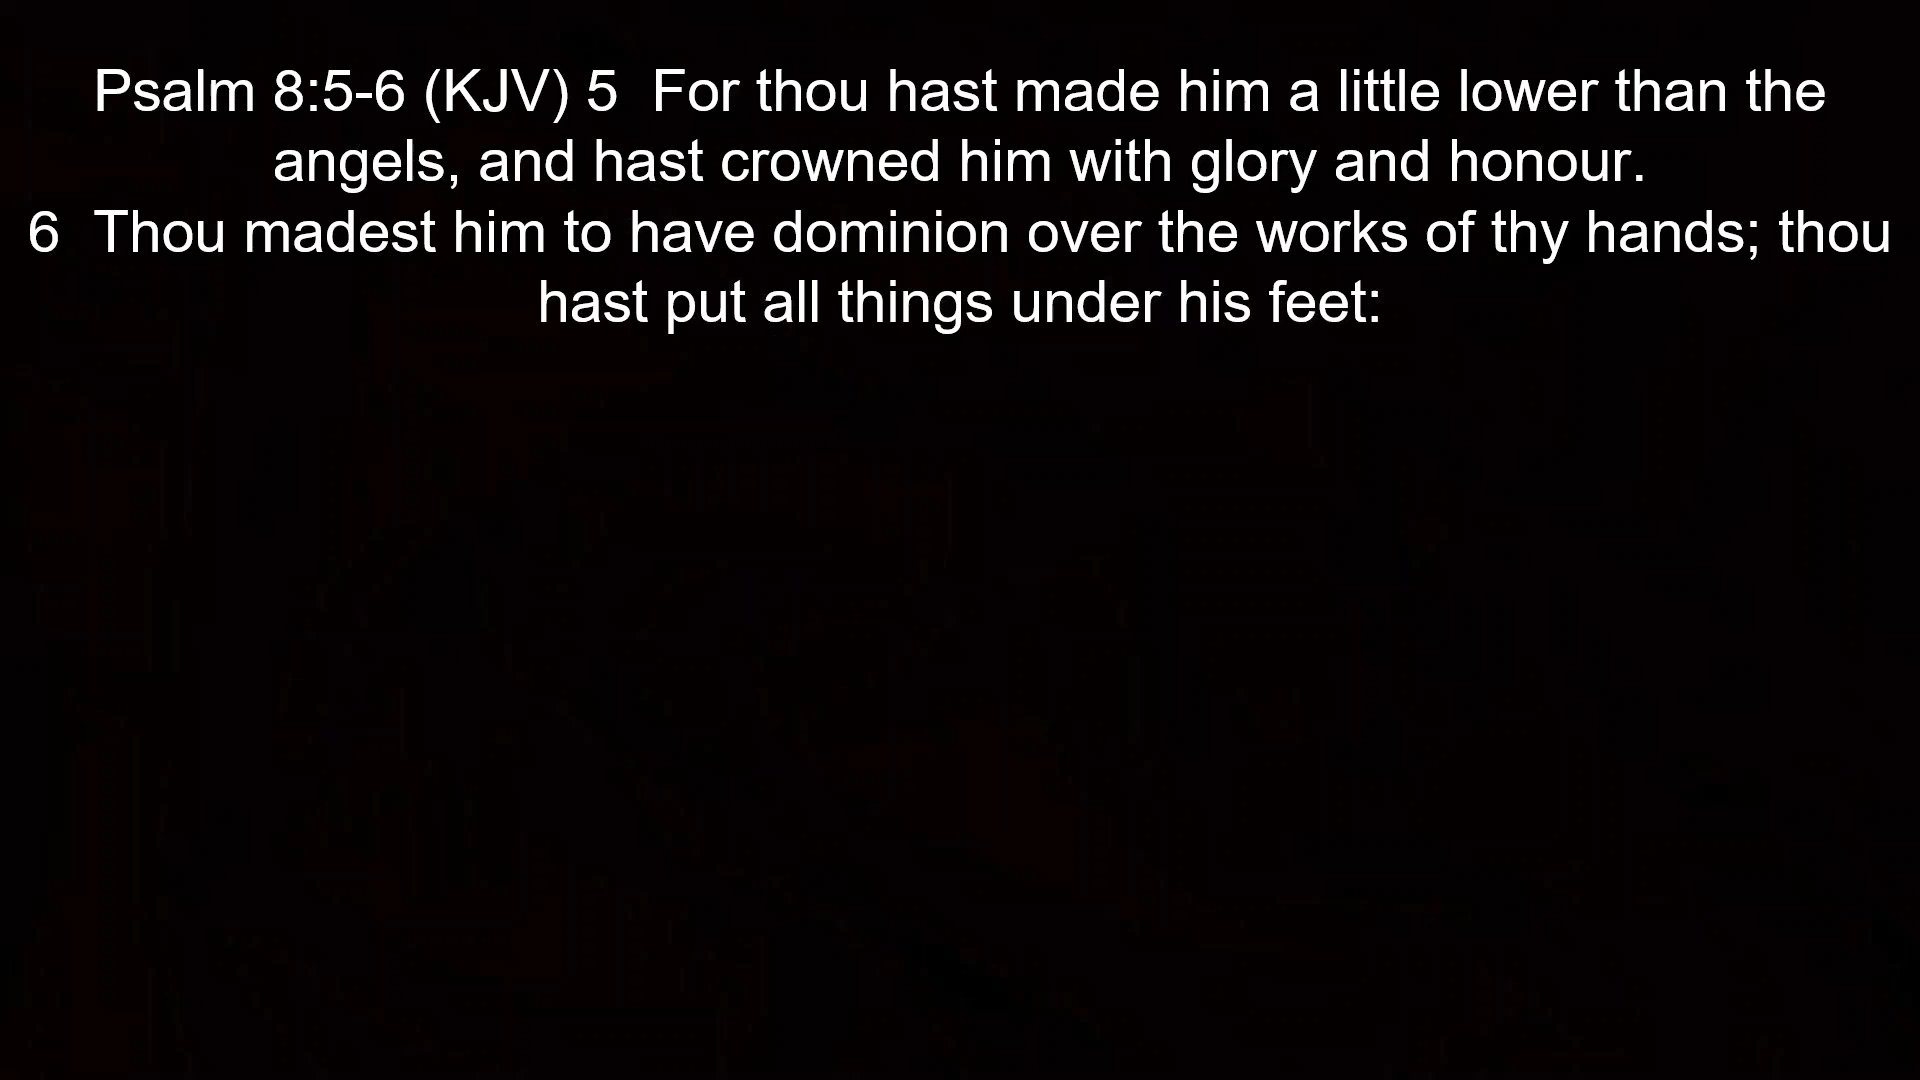 Psalm 8:5-6 (KJV) 5  For thou hast made him a little lower than the
angels, and hast crowned him with glory and honour.
6  Thou madest him to have dominion over the works of thy hands; thou
hast put all things under his feet: